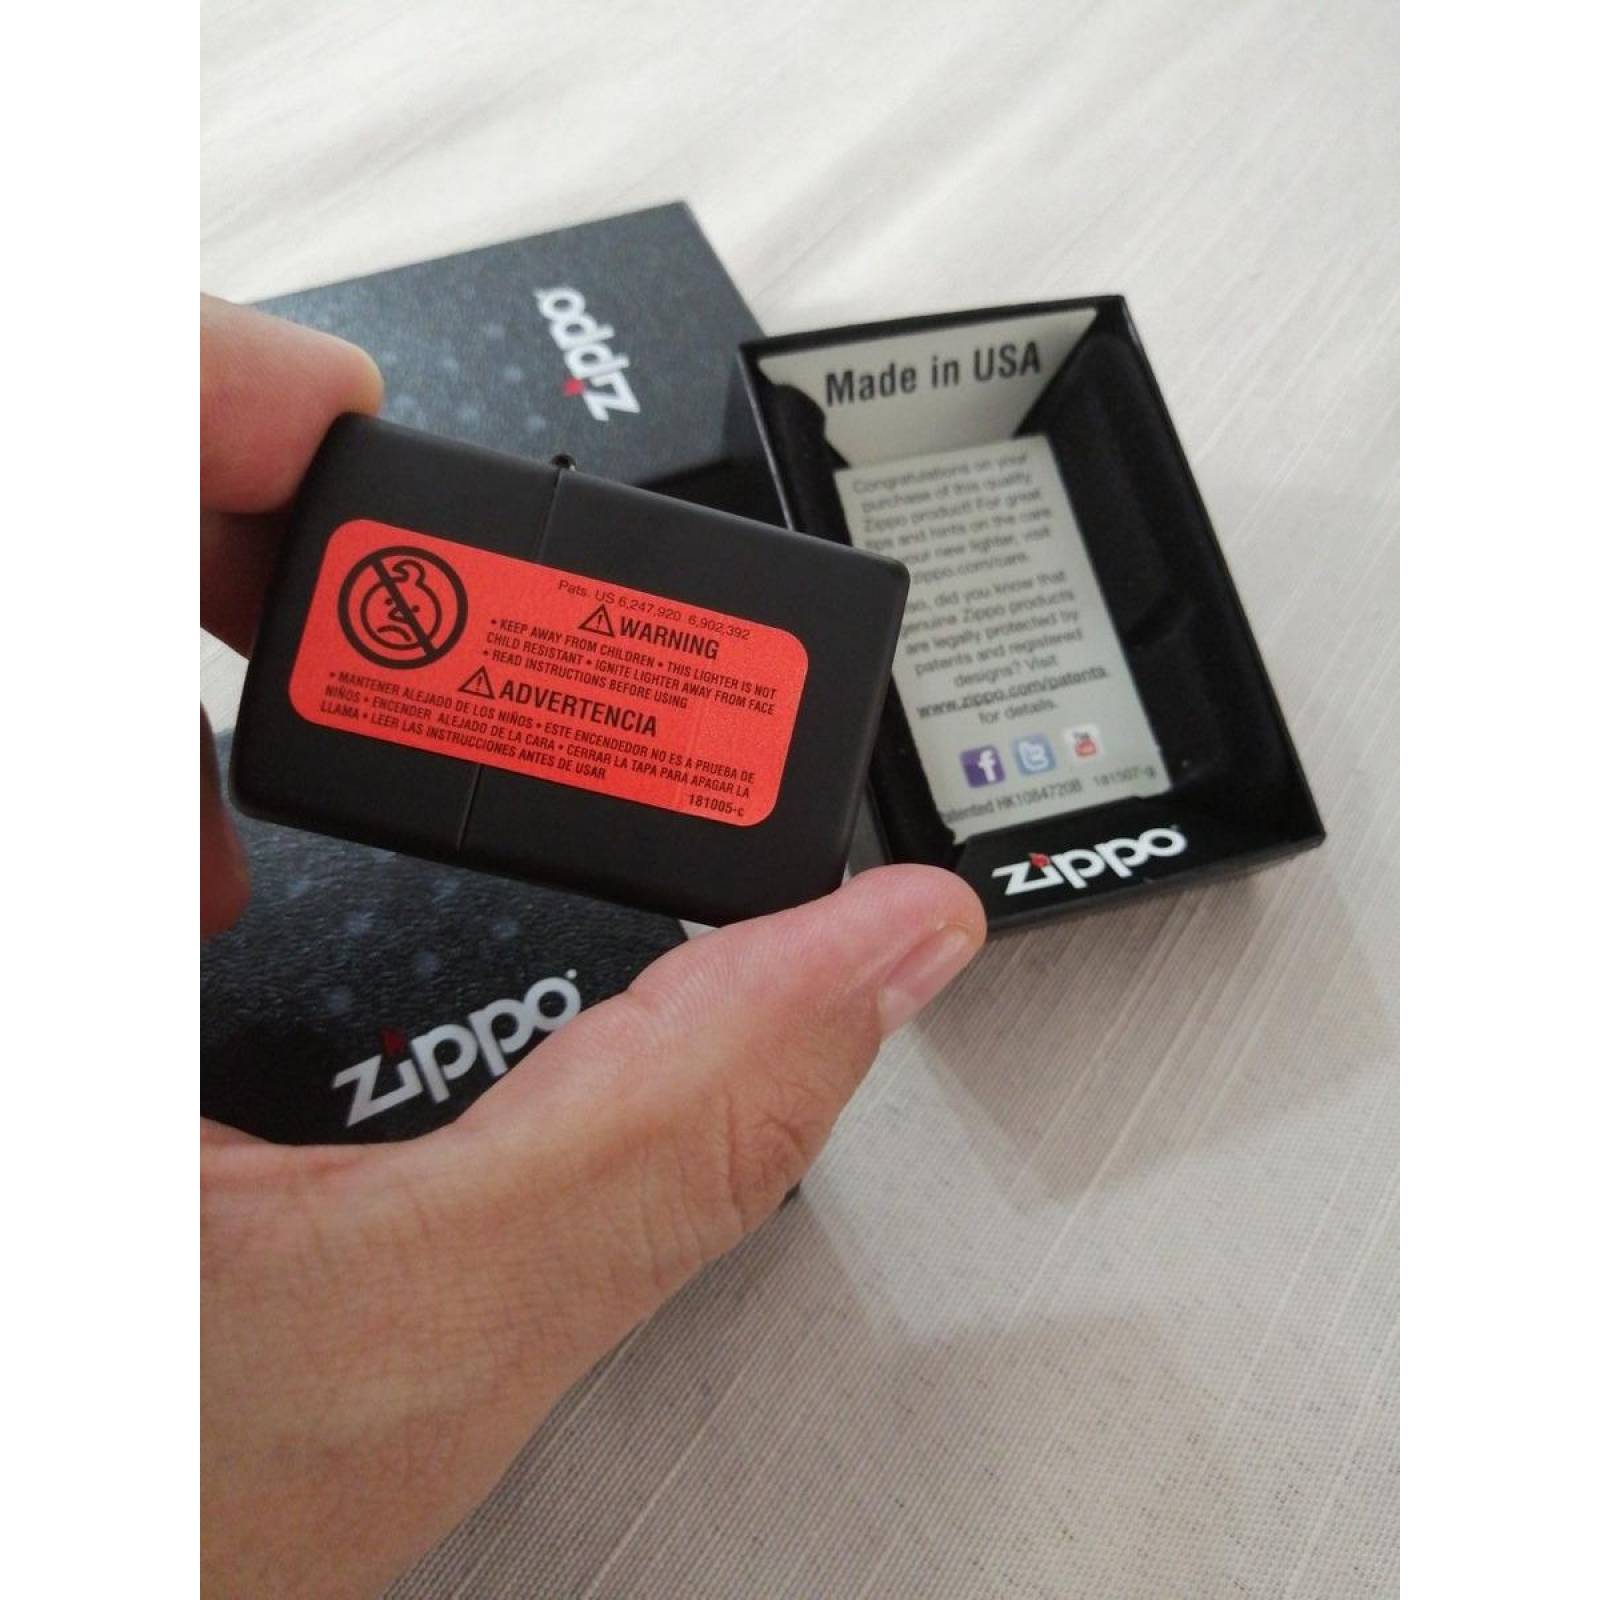 zippo
Made in USA
Congratulations on your
purchase of this quality
Zippo product! For great
tips and hints on the care
your new lighter, visit
zippo.com/care.
so, did you know that
genuine Zippo products
are legally protected by
patents and registered
designs? Visit
www.zippo.com/patents
for details.
f
You
Tube
atented HK1084720B 181507-g
zippo
Pats. US 6,247,920 6,902,392
WARNING
• KEEP AWAY FROM CHILDREN • THIS LIGHTER IS NOT
CHILD RESISTANT • IGNITE LIGHTER AWAY FROM FACE
• READ INSTRUCTIONS BEFORE USING
ADVERTENCIA
• MANTENER ALEJADO DE LOS NIÑOS • ESTE ENCENDEDOR NO ES A PRUEBA DE
NIÑOS • ENCENDER ALEJADO DE LA CARA • CERRAR LA TAPA PARA APAGAR LA
LLAMA • LEER LAS INSTRUCCIONES ANTES DE USAR
181005-c
zippo